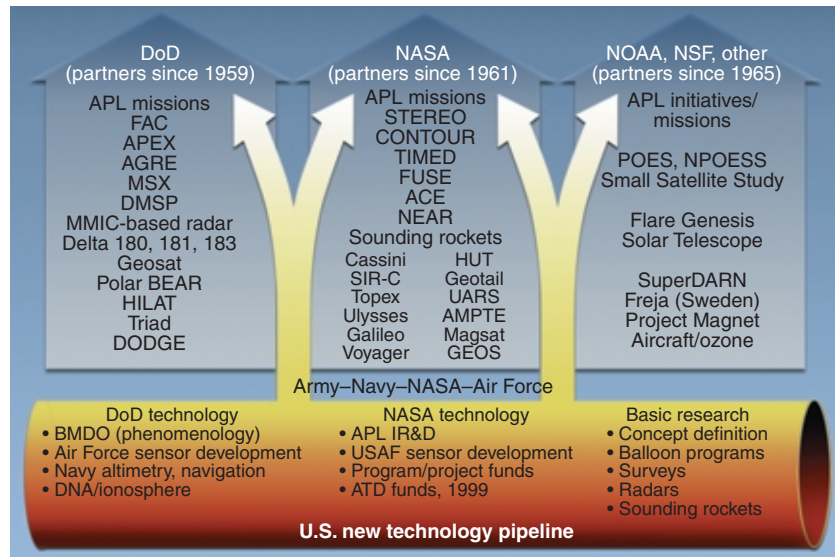 DoD
(partners since 1959)
APL missions
FAC
APEX
AGRE
MSX
DMSP
MMIC-based radar
Delta 180, 181, 183
Geosat
Polar BEAR
HILAT
Triad
DODGE
NASA
(partners since 1961)
APL missions
STEREO
CONTOUR
TIMED
FUSE
ACE
NEAR
Sounding rockets
Cassini HUT
SIR-C Geotail
Topex UARS
Ulysses AMPTE
Galileo Magsat
Voyager GEOS
NOAA, NSF, other
(partners since 1965)
APL initiatives/
missions
POES, NPOESS
Small Satellite Study
Flare Genesis
Solar Telescope
SuperDARN
Freja (Sweden)
Project Magnet
Aircraft/ozone
Army–Navy–NASA–Air Force
DoD technology
• BMDO (phenomenology)
• Air Force sensor development
• Navy altimetry, navigation
• DNA/ionosphere
NASA technology
• APL IR&D
• USAF sensor development
• Program/project funds
• ATD funds, 1999
Basic research
• Concept definition
• Balloon programs
• Surveys
• Radars
• Sounding rockets
U.S. new technology pipeline